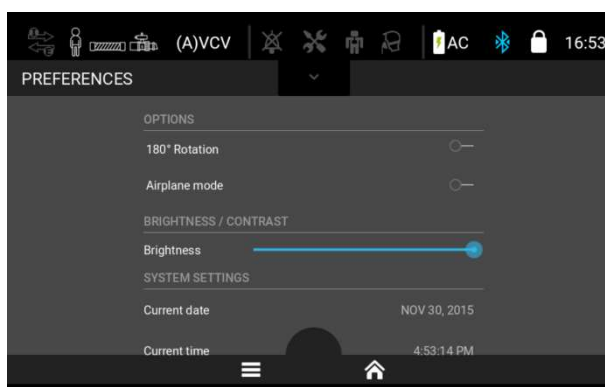 (A)VCV AC 16:53
PREFERENCES
OPTIONS
180° Rotation
Airplane mode
BRIGHTNESS / CONTRAST
Brightness
SYSTEM SETTINGS
Current date NOV 30, 2015
Current time 4:53:14 PM